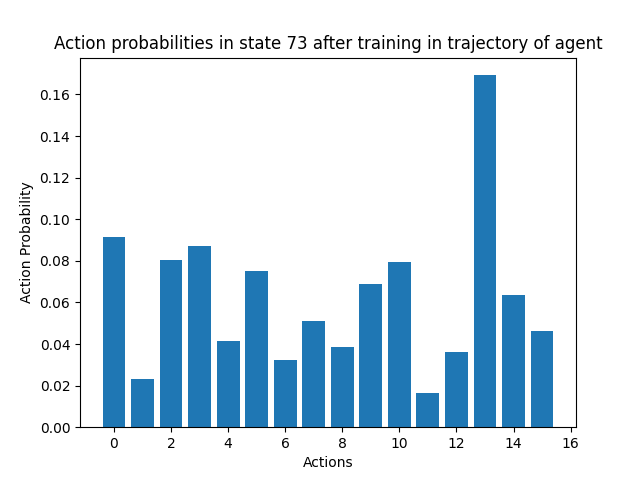 Action probabilities in state 73 after training in trajectory of agent
0.16
0.14
0.12
0.10
0.08
0.06
0.04
0.02
0.00
Action Probability
0 2 4 6 8 10 12 14 16
Actions